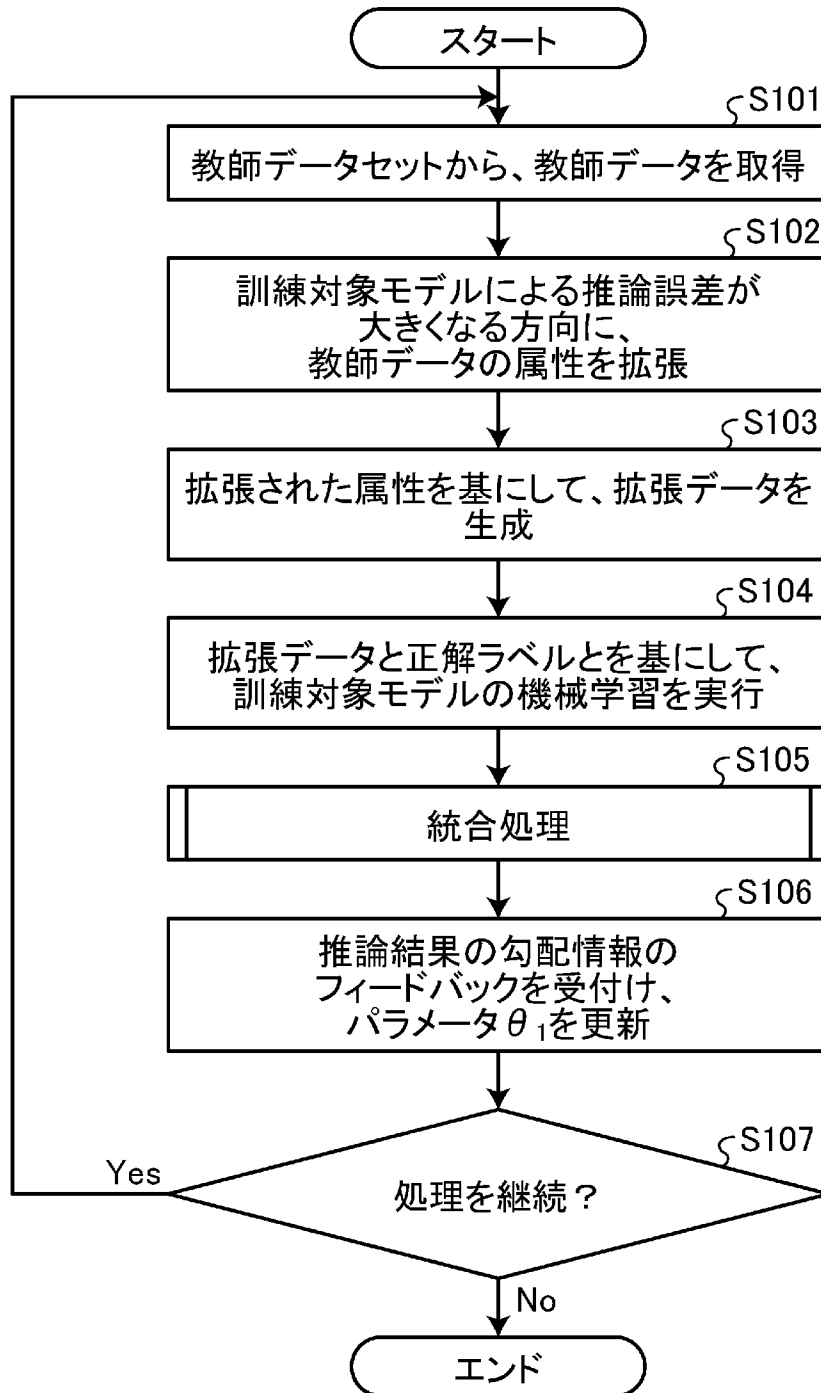 スタート
S101
教師データセットから、教師データを取得
S102
訓練対象モデルによる推論誤差が
大きくなる方向に、
教師データの属性を拡張
S103
拡張された属性を基にして、拡張データを
生成
S104
拡張データと正解ラベルとを基にして、
訓練対象モデルの機械学習を実行
S105
統合処理
S106
推論結果の勾配情報の
フィードバックを受付け、
パラメータθ₁を更新
S107
Yes
処理を継続？
No
エンド